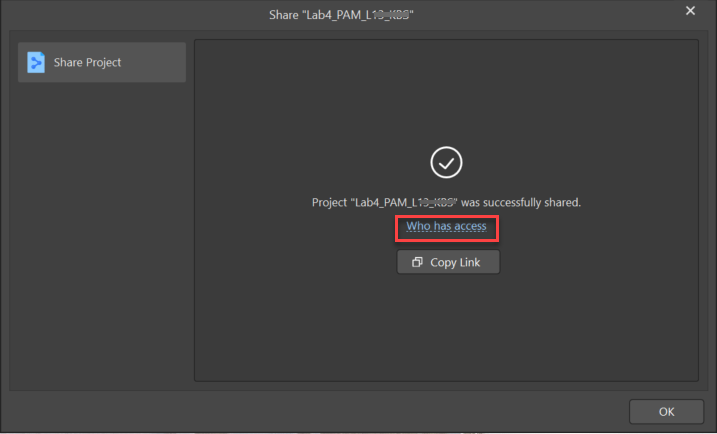 Share "Lab4_PAM_L
Share Project
Project "Lab4_PAM_L was successfully shared.
Who has access
Copy Link
OK